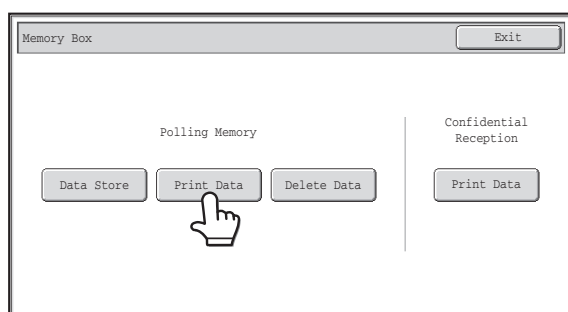 Memory Box
Exit
Polling Memory
Confidential
Reception
Data Store
Print Data
Delete Data
Print Data